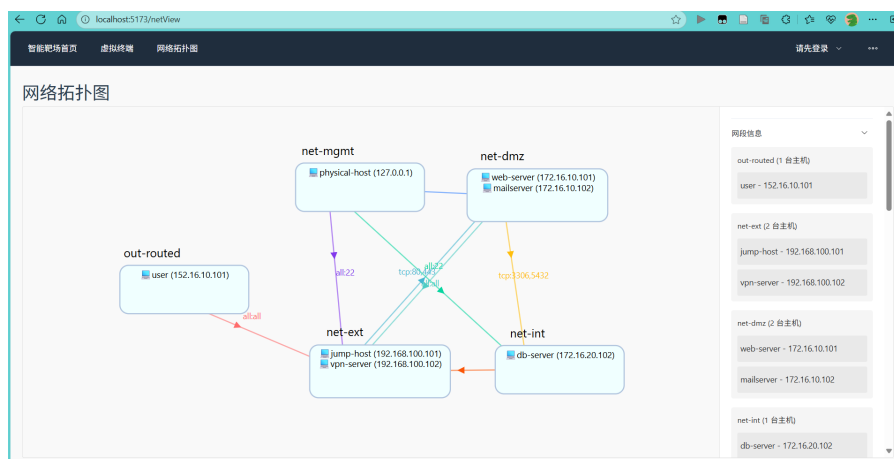 localhost:5173/netView
智能靶场首页 虚拟终端 网络拓扑图 请先登录
网络拓扑图
net-mgmt
physical-host (127.0.0.1)
net-dmz
web-server (172.16.10.101)
mailserver (172.16.10.102)
out-routed
user (152.16.10.101)
all:22
all:22
all:all
tcp:3306,5432
all:all
net-ext
jump-host (192.168.100.101)
vpn-server (192.168.100.102)
net-int
db-server (172.16.20.102)
网段信息
out-routed (1 台主机)
user - 152.16.10.101
net-ext (2 台主机)
jump-host - 192.168.100.101
vpn-server - 192.168.100.102
net-dmz (2 台主机)
web-server - 172.16.10.101
mailserver - 172.16.10.102
net-int (1 台主机)
db-server - 172.16.20.102